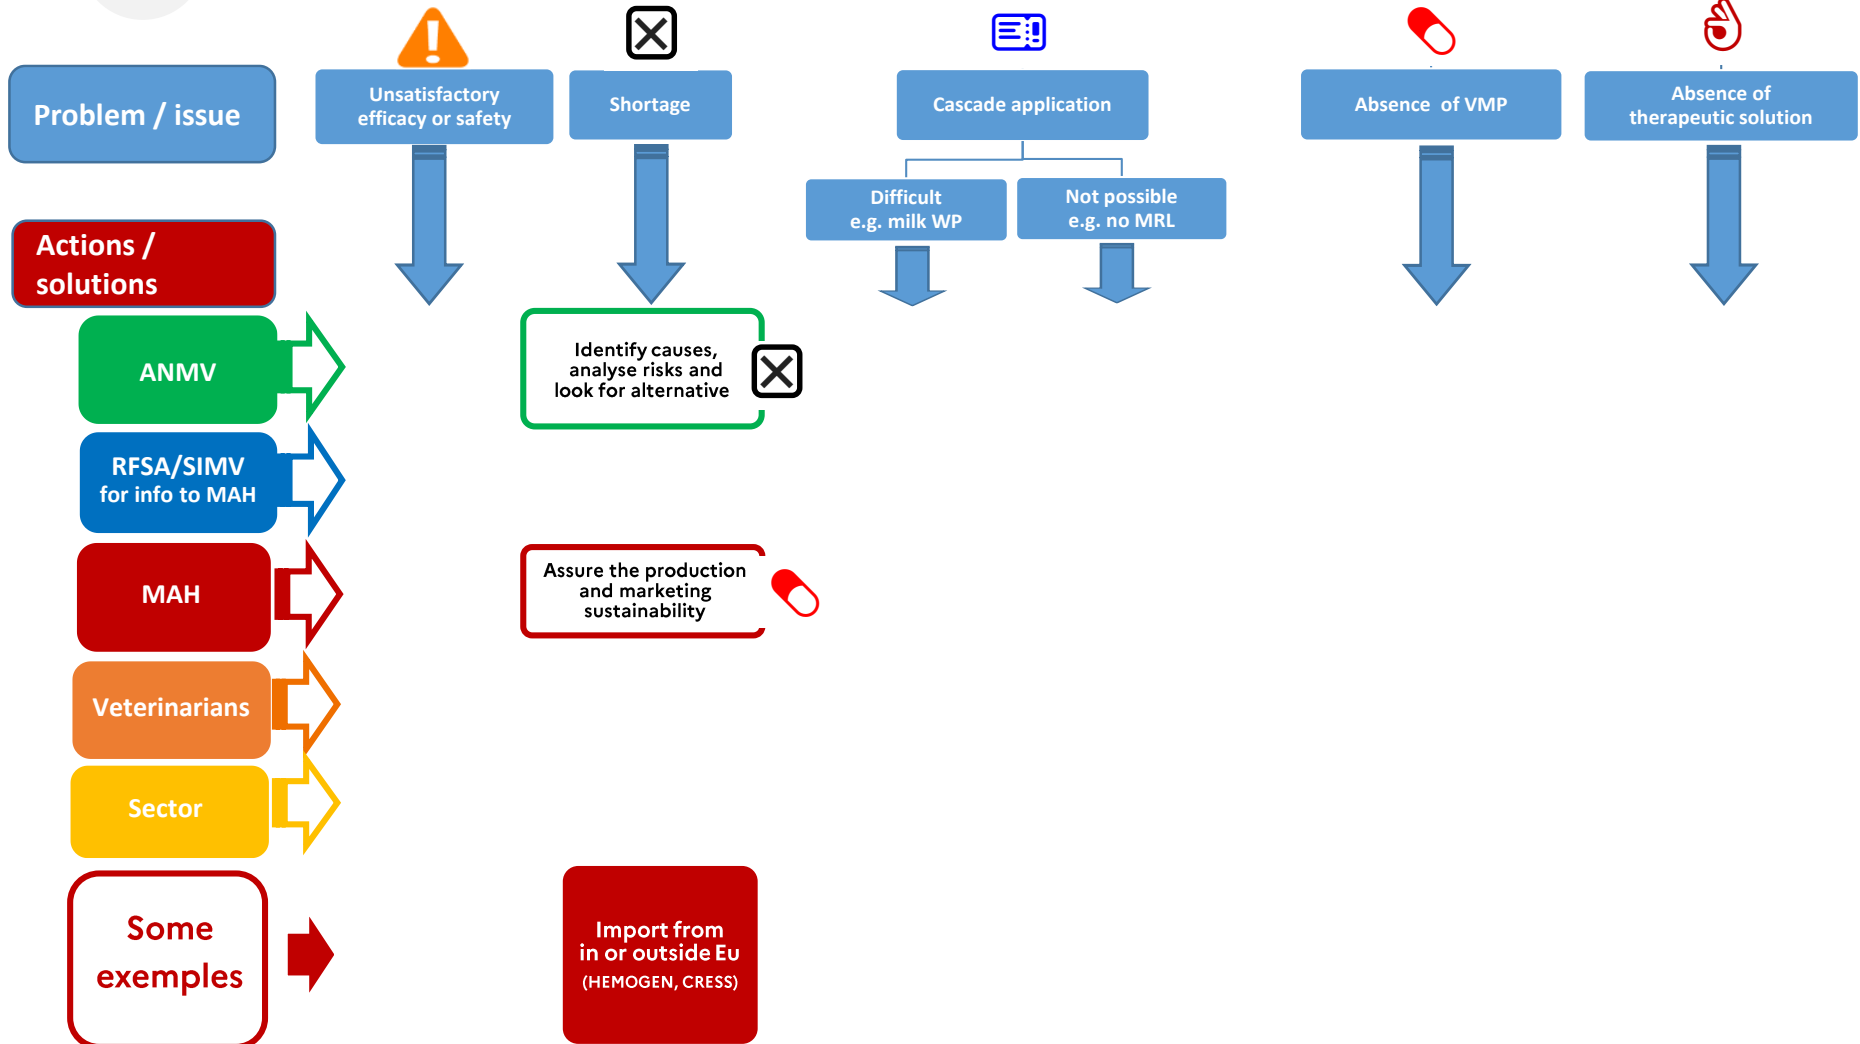 Problem / issue
Unsatisfactory
efficacy or safety
Shortage
Cascade application
Absence of VMP
Absence of
therapeutic solution
Difficult
e.g. milk WP
Not possible
e.g. no MRL
Actions /
solutions
ANMV
Identify causes,
analyse risks and
look for alternative
RFSA/SIMV
for info to MAH
MAH
Assure the production
and marketing
sustainability
Veterinarians
Sector
Some
exemples
Import from
in or outside Eu
(HEMOGEN, CRESS)